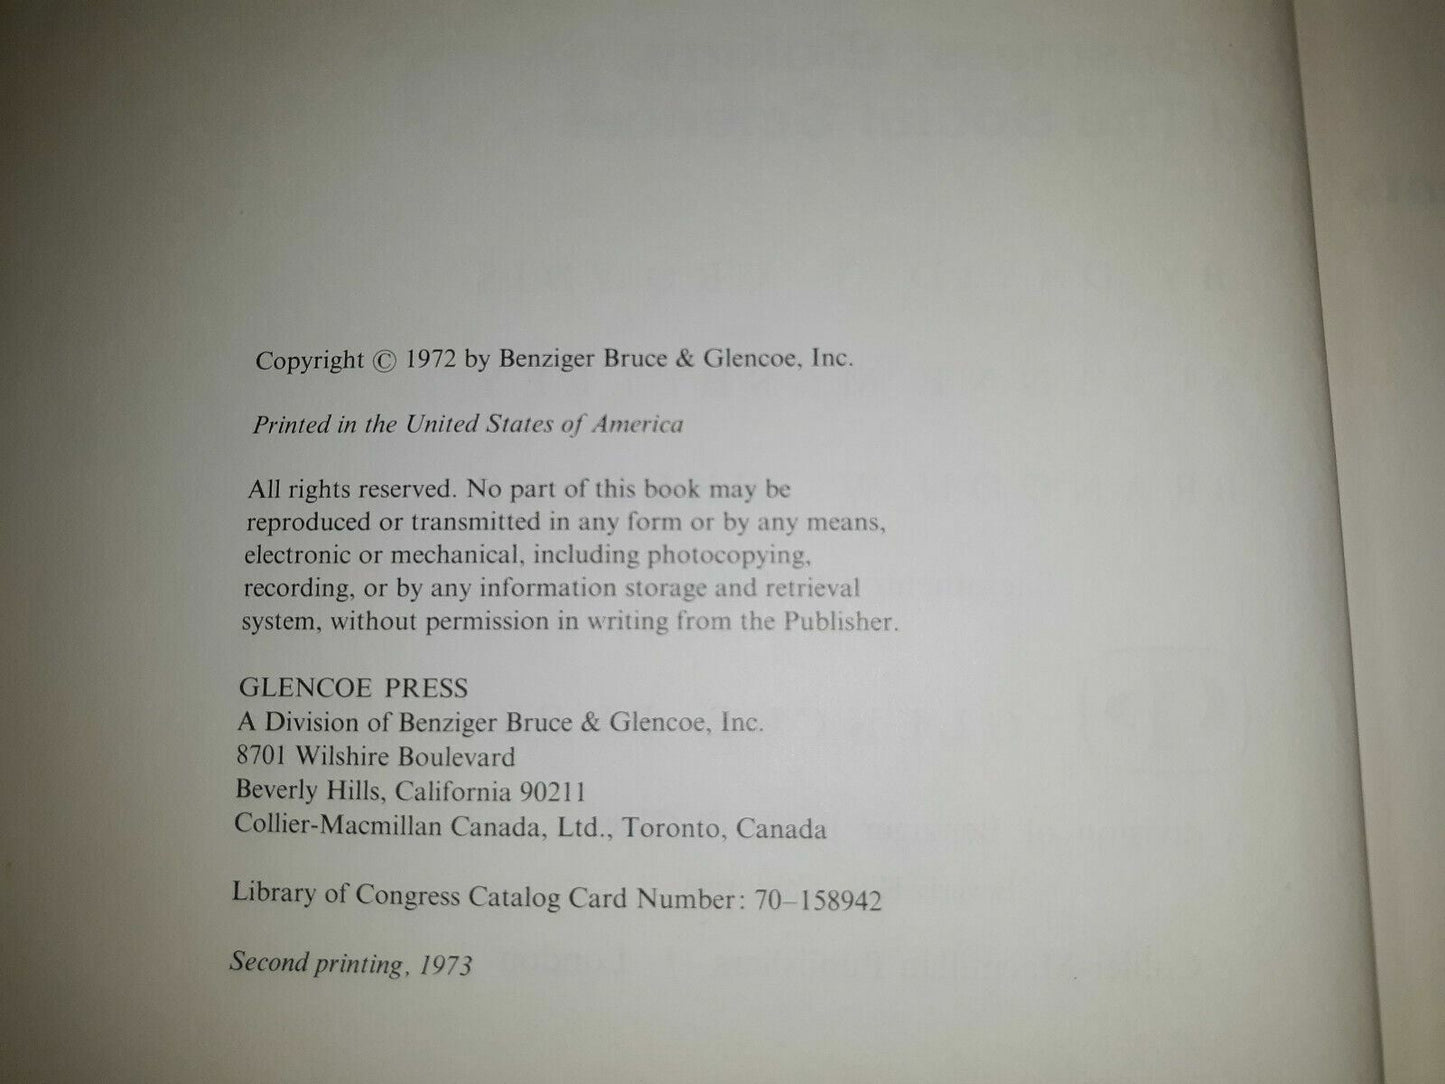 Copyright © 1972 by Benziger Bruce & Glencoe, Inc.
Printed in the United States of America
All rights reserved. No part of this book may be
reproduced or transmitted in any form or by any means,
electronic or mechanical, including photocopying,
recording, or by any information storage and retrieval
system, without permission in writing from the Publisher.
GLENCOE PRESS
A Division of Benziger Bruce & Glencoe, Inc.
8701 Wilshire Boulevard
Beverly Hills, California 90211
Collier-Macmillan Canada, Ltd., Toronto, Canada
Library of Congress Catalog Card Number: 70–158942
Second printing, 1973